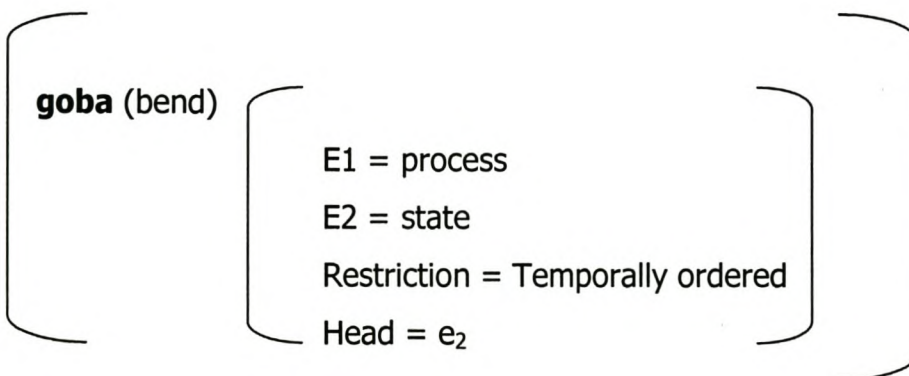 goba (bend)
E1 = process
E2 = state
Restriction = Temporally ordered
Head = e₂